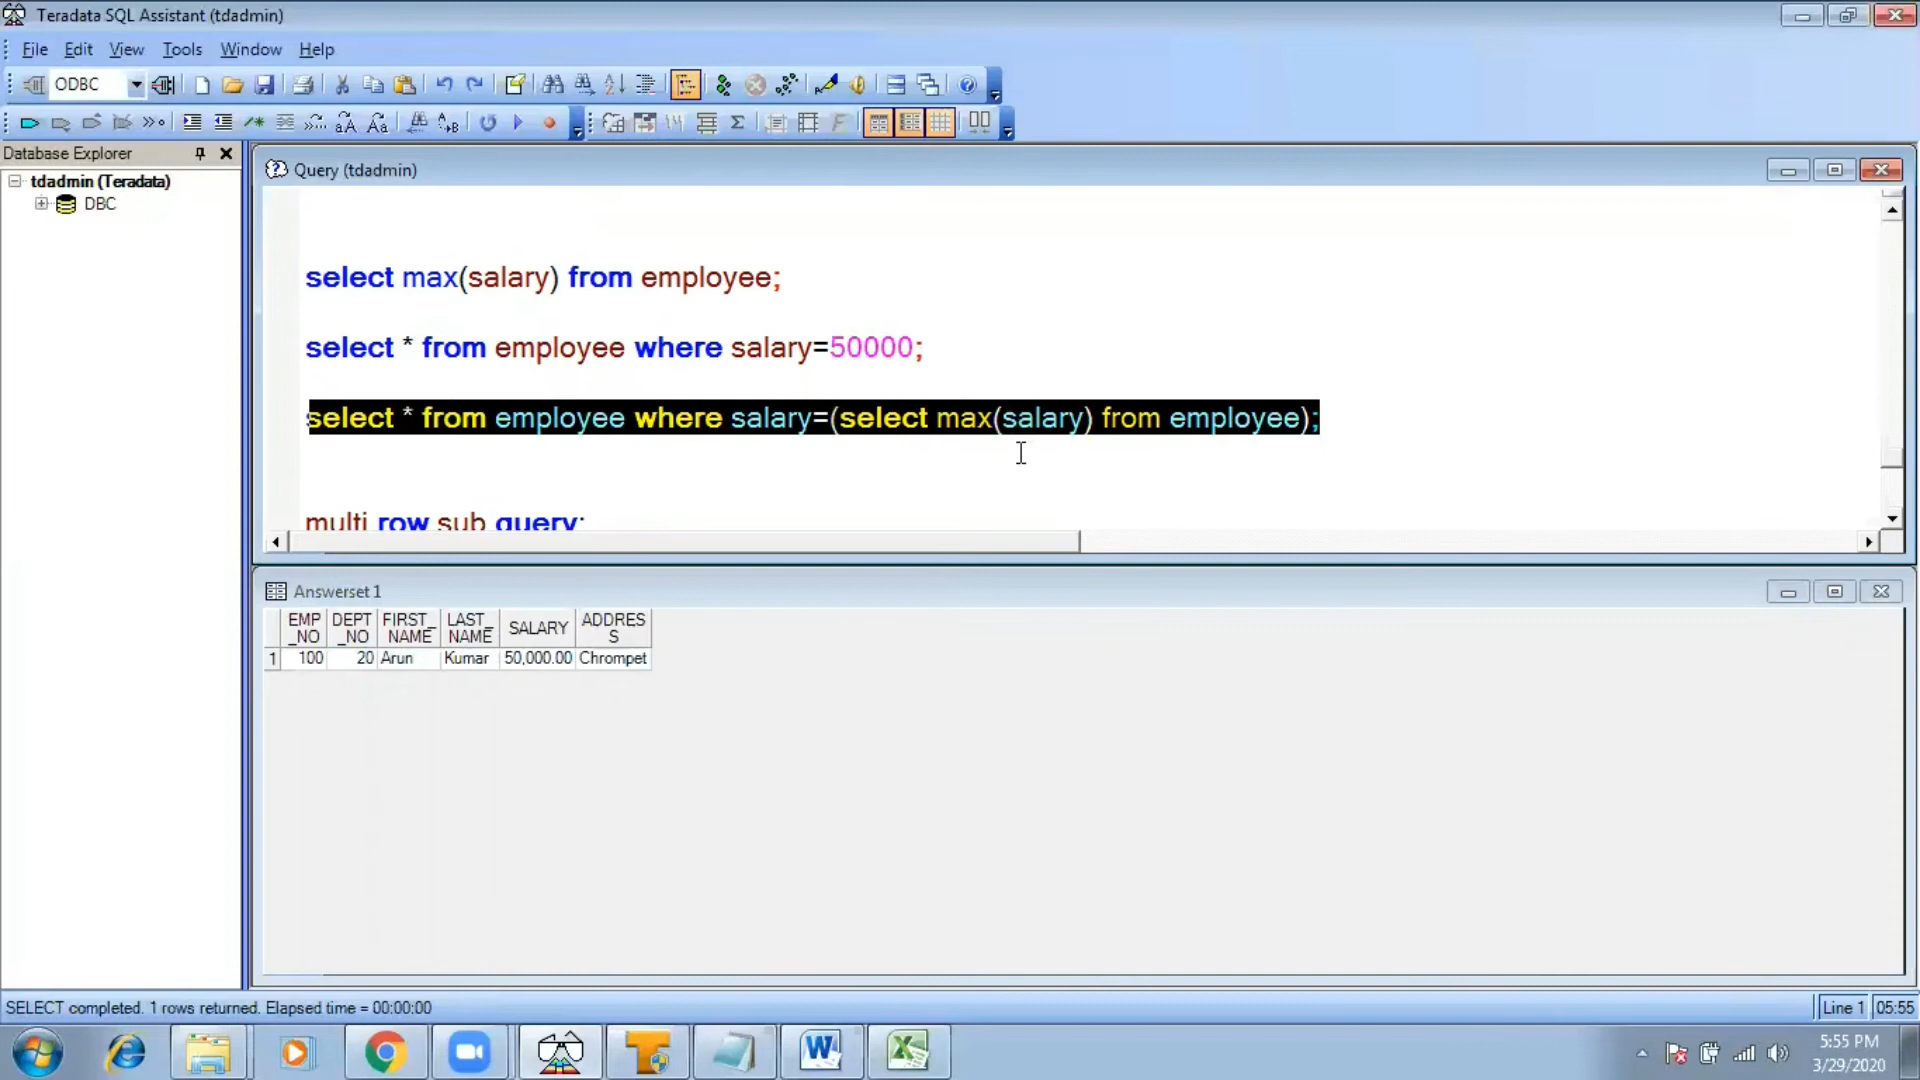 Teradata SQL Assistant (tdadmin)
File Edit View Tools Window Help
ODBC
Database Explorer
tdadmin (Teradata)
DBC
Query (tdadmin)
select max(salary) from employee;
select * from employee where salary=50000;
select * from employee where salary=(select max(salary) from employee);
multi row sub query:
Answerset 1
EMP_NO DEPT_NO FIRST_NAME LAST_NAME SALARY ADDRESS
1 100 20 Arun Kumar 50,000.00 Chrompet
SELECT completed. 1 rows returned. Elapsed time = 00:00:00
Line 1 05:55
5:55 PM
3/29/2020